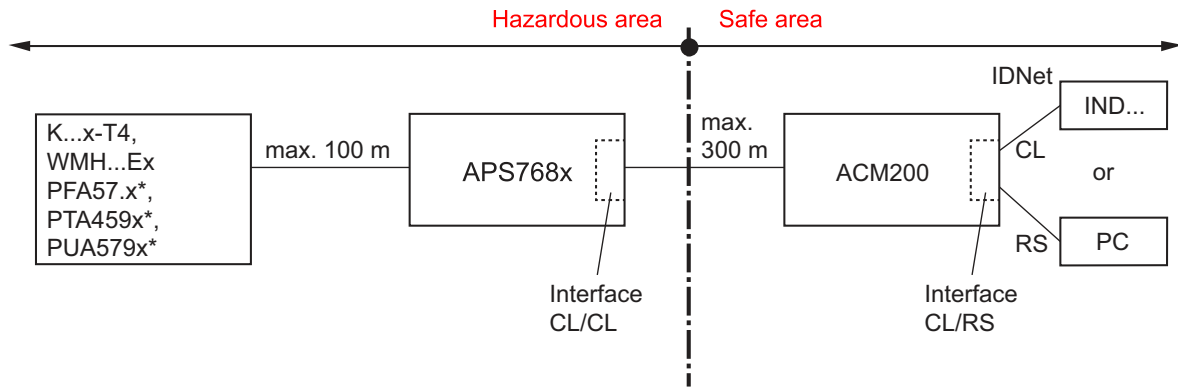 Hazardous area
Safe area
K...x-T4,
WMH...Ex
PFA57.x*,
PTA459x*,
PUA579x*
max. 100 m
APS768x
Interface
CL/CL
max.
300 m
ACM200
Interface
CL/RS
IDNet
CL
IND...
or
RS
PC